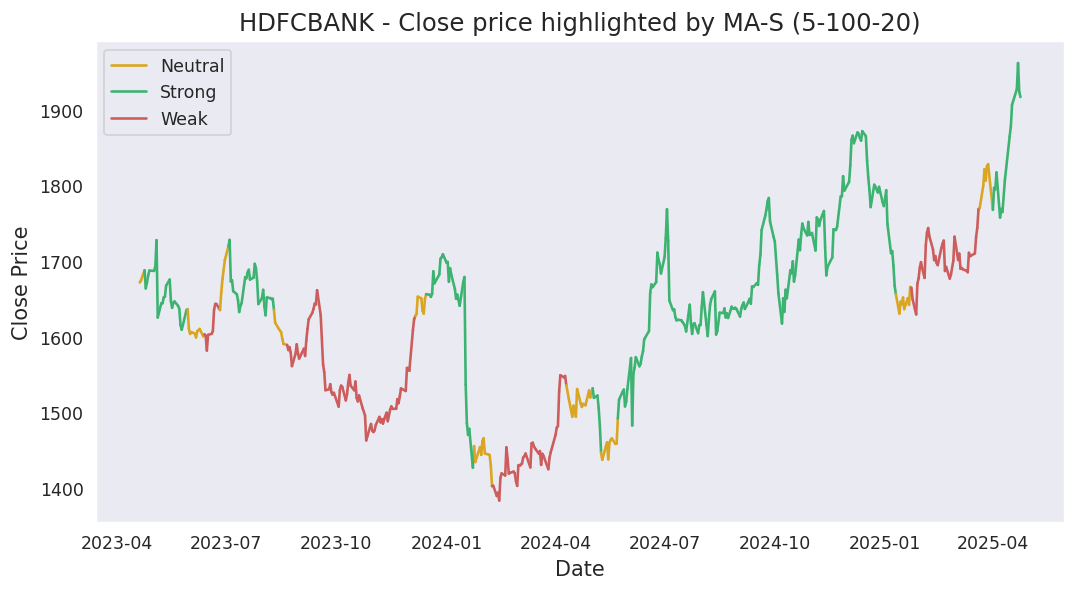 HDFCBANK - Close price highlighted by MA-S (5-100-20)
Neutral
Strong
Weak
Close Price
1900
1800
1700
1600
1500
1400
2023-04 2023-07 2023-10 2024-01 2024-04 2024-07 2024-10 2025-01 2025-04
Date